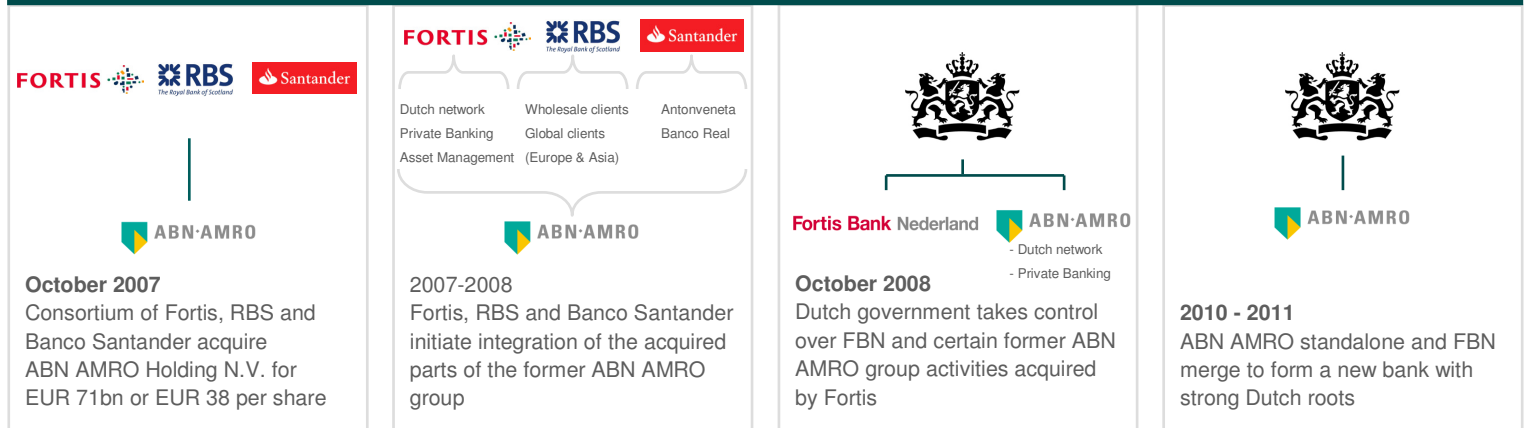 FORTIS RBS Santander
The Royal Bank of Scotland
ABN·AMRO
October 2007
Consortium of Fortis, RBS and
Banco Santander acquire
ABN AMRO Holding N.V. for
EUR 71bn or EUR 38 per share
FORTIS RBS Santander
The Royal Bank of Scotland
Dutch network
Private Banking
Asset Management
Wholesale clients
Global clients
(Europe & Asia)
Antonveneta
Banco Real
ABN·AMRO
2007-2008
Fortis, RBS and Banco Santander
initiate integration of the acquired
parts of the former ABN AMRO
group
Fortis Bank Nederland
ABN·AMRO
- Dutch network
- Private Banking
October 2008
Dutch government takes control
over FBN and certain former ABN
AMRO group activities acquired
by Fortis
ABN·AMRO
2010 - 2011
ABN AMRO standalone and FBN
merge to form a new bank with
strong Dutch roots